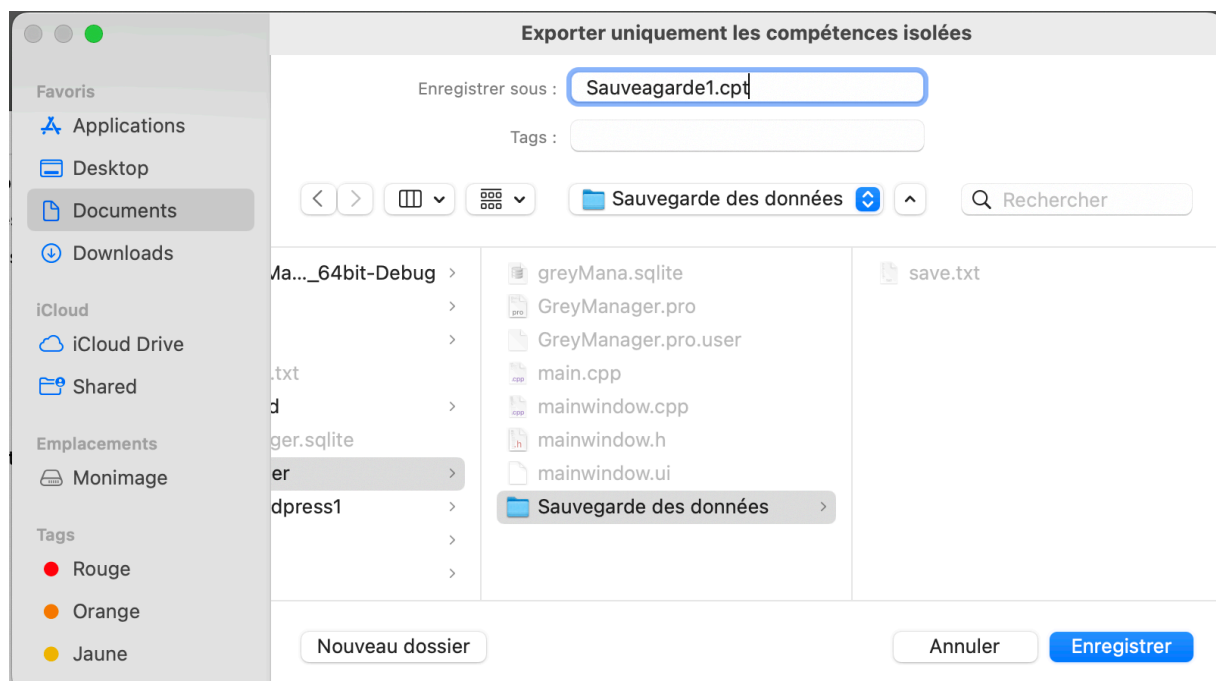 Exporter uniquement les compétences isolées
Enregistrer sous :
Sauveagarde1.cpt
Tags :
Sauvegarde des données
Rechercher
Favoris
Applications
Desktop
Documents
Downloads
iCloud
iCloud Drive
Shared
Emplacements
Monimage
Tags
Rouge
Orange
Jaune
Ma..._64bit-Debug
.txt
d
ger.sqlite
er
dpress1
greyMana.sqlite
GreyManager.pro
GreyManager.pro.user
main.cpp
mainwindow.cpp
mainwindow.h
mainwindow.ui
Sauvegarde des données
save.txt
Nouveau dossier
Annuler
Enregistrer